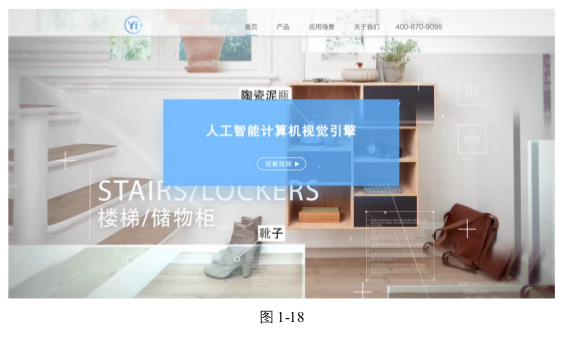 Yi
首页 产品 应用场景 关于我们 400-870-9095
陶瓷泥瓶
人工智能计算机视觉引擎
观看视频
STAIRS/LOCKERS
楼梯/储物柜
靴子
01
图 1-18